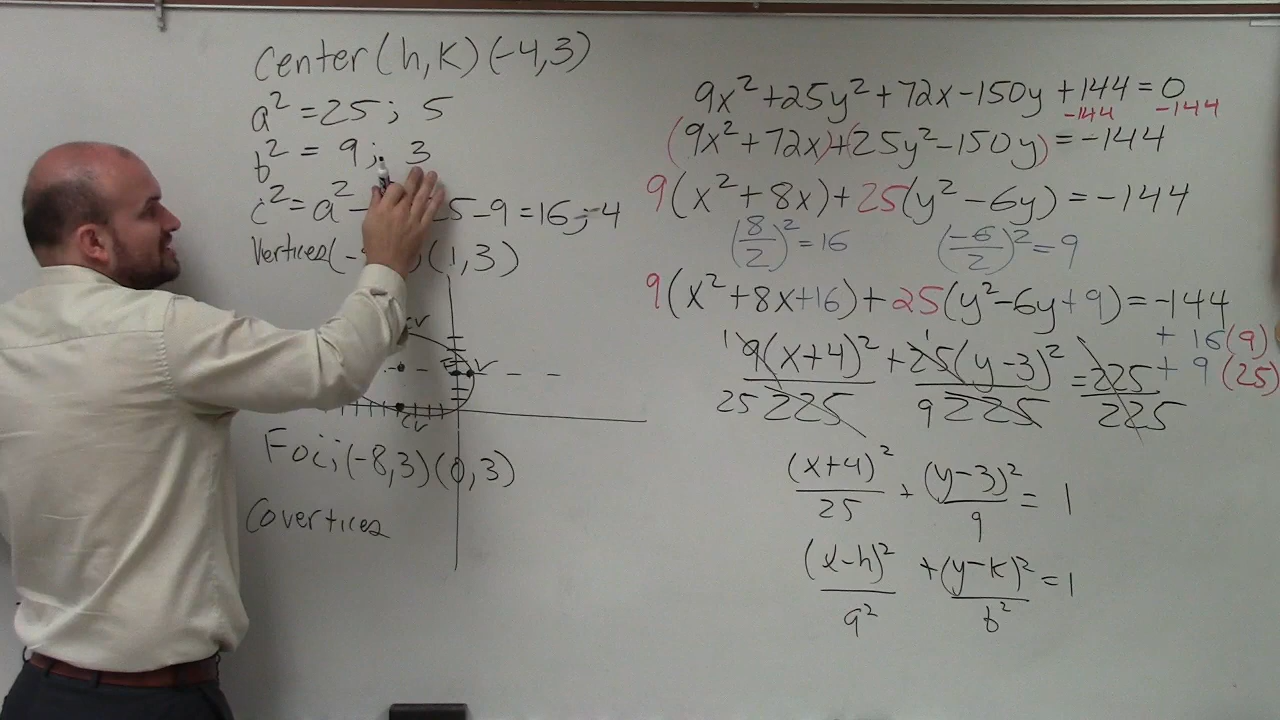 center (h, k) (-4, 3)
a² = 25 ; 5
b² = 9 ; 3
c² = a² - 25 - 9 = 16 ; 4
Vertices (- (1, 3)
CV
V
CV
Foci ; (-8, 3) (0, 3)
Covertices
9x² + 25y² + 72x - 150y + 144 = 0
-144 -144
(9x² + 72x) + (25y² - 150y) = -144
9(x² + 8x) + 25(y² - 6y) = -144
(8/2)² = 16 (-6/2)² = 9
9(x² + 8x + 16) + 25(y² - 6y + 9) = -144
+ 16(9)
1 9(x+4)² + 1 25(y-3)² = 225 + 9(25)
25 225 9 225 225
(x+4)²/25 + (y-3)²/9 = 1
(x-h)²/a² + (y-k)²/b² = 1